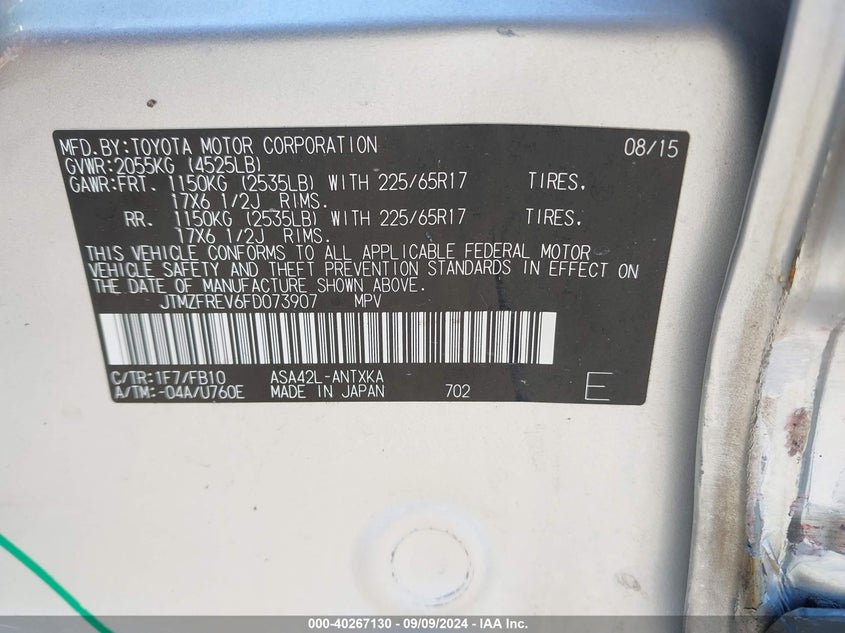 MFD.BY:TOYOTA MOTOR CORPORATION 08/15
GVWR:2055KG (4525LB)
GAWR:FRT. 1150KG (2535LB) WITH 225/65R17 TIRES.
17X6 1/2J RIMS.
RR. 1150KG (2535LB) WITH 225/65R17 TIRES.
17X6 1/2J RIMS.
THIS VEHICLE CONFORMS TO ALL APPLICABLE FEDERAL MOTOR
VEHICLE SAFETY AND THEFT PREVENTION STANDARDS IN EFFECT ON
THE DATE OF MANUFACTURE SHOWN ABOVE.
JTMZFREV6FD073907 MPV
C/TR:1F7/FB10 ASA42L-ANTXKA
A/TM:-04A/U760E MADE IN JAPAN 702 E
000-40267130 - 09/09/2024 - IAA Inc.